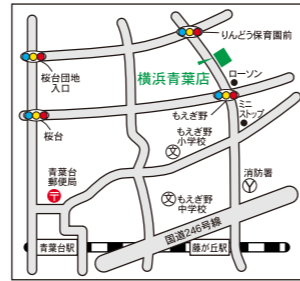 りんどう保育園前
横浜青葉店
桜台団地
入口
ローソン
ミニ
ストップ
もえぎ野
桜台
もえぎ野
小学校
文
青葉台
郵便局
〒
消防署
Y
文
もえぎ野
中学校
国道246号線
青葉台駅
藤が丘駅